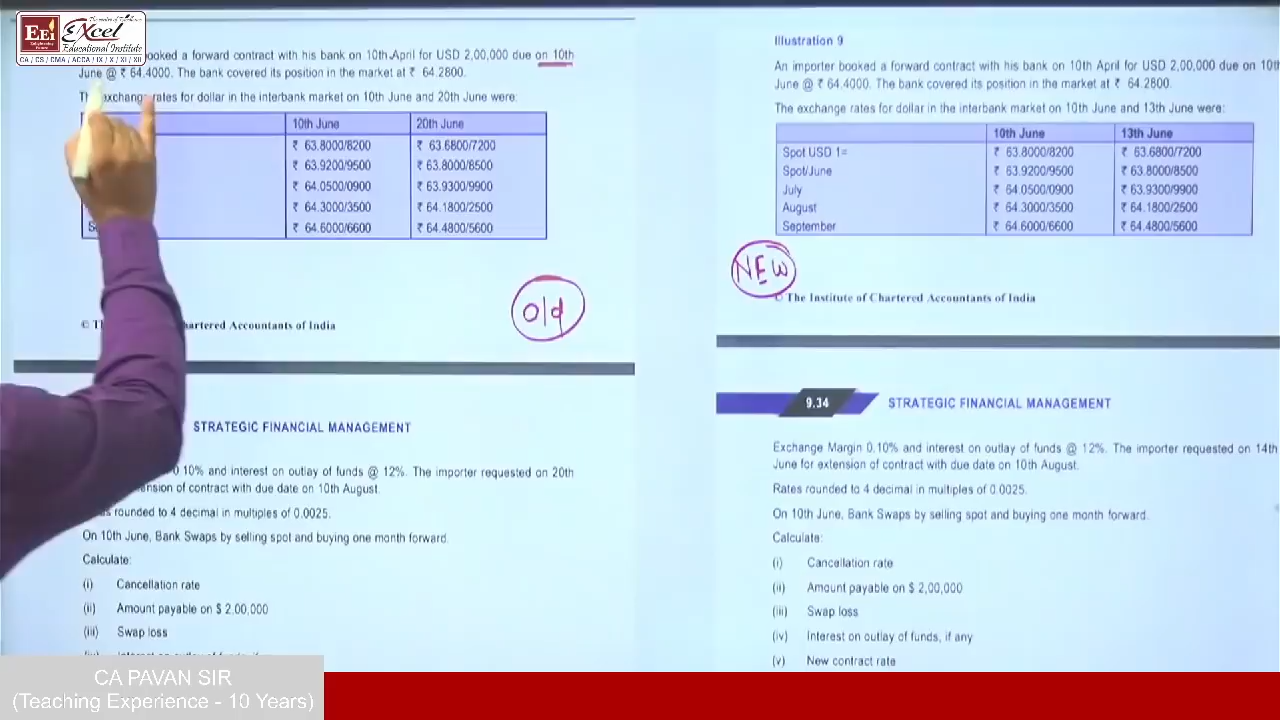 The matter of Excellence
EEi Excel
Educational Institute
CA / CS / CMA / ACCA / IX / X / XI / XII
ooked a forward contract with his bank on 10th April for USD 2,00,000 due on 10th
June @ ₹ 64.4000. The bank covered its position in the market at ₹ 64.2800.
exchange rates for dollar in the interbank market on 10th June and 20th June were:
10th June 20th June
₹ 63.8000/8200 ₹ 63.6800/7200
₹ 63.9200/9500 ₹ 63.8000/8500
₹ 64.0500/0900 ₹ 63.9300/9900
₹ 64.3000/3500 ₹ 64.1800/2500
₹ 64.6000/6600 ₹ 64.4800/5600
Old
© T hartered Accountants of India
STRATEGIC FINANCIAL MANAGEMENT
0.10% and interest on outlay of funds @ 12%. The importer requested on 20th
ension of contract with due date on 10th August.
s rounded to 4 decimal in multiples of 0.0025.
On 10th June, Bank Swaps by selling spot and buying one month forward.
Calculate:
(i) Cancellation rate
(ii) Amount payable on $ 2,00,000
(iii) Swap loss
Illustration 9
An importer booked a forward contract with his bank on 10th April for USD 2,00,000 due on 10th
June @ ₹ 64.4000. The bank covered its position in the market at ₹ 64.2800.
The exchange rates for dollar in the interbank market on 10th June and 13th June were:
10th June 13th June
Spot USD 1= ₹ 63.8000/8200 ₹ 63.6800/7200
Spot/June ₹ 63.9200/9500 ₹ 63.8000/8500
July ₹ 64.0500/0900 ₹ 63.9300/9900
August ₹ 64.3000/3500 ₹ 64.1800/2500
September ₹ 64.6000/6600 ₹ 64.4800/5600
NEW
© The Institute of Chartered Accountants of India
9.34 STRATEGIC FINANCIAL MANAGEMENT
Exchange Margin 0.10% and interest on outlay of funds @ 12%. The importer requested on 14th
June for extension of contract with due date on 10th August.
Rates rounded to 4 decimal in multiples of 0.0025.
On 10th June, Bank Swaps by selling spot and buying one month forward.
Calculate:
(i) Cancellation rate
(ii) Amount payable on $ 2,00,000
(iii) Swap loss
(iv) Interest on outlay of funds, if any
(v) New contract rate
CA PAVAN SIR
(Teaching Experience - 10 Years)